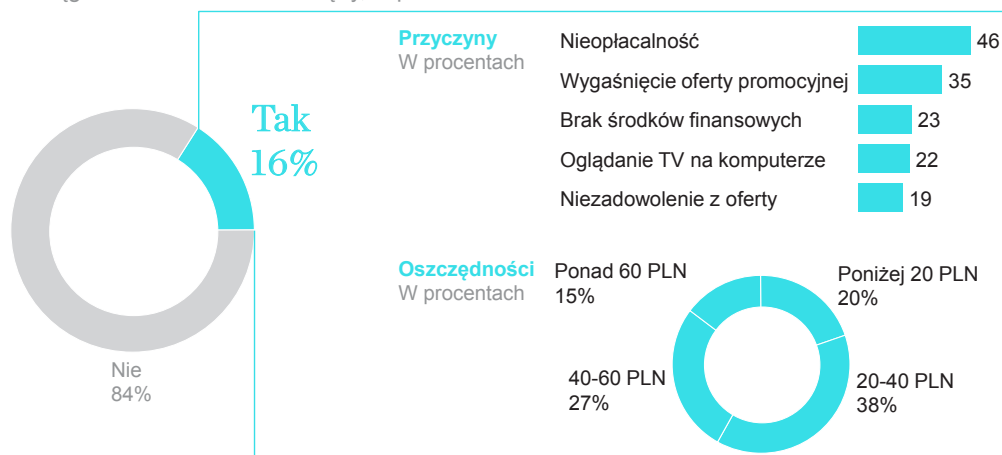 Tak
16%
Nie
84%
Przyczyny
W procentach
Nieopłacalność 46
Wygaśnięcie oferty promocyjnej 35
Brak środków finansowych 23
Oglądanie TV na komputerze 22
Niezadowolenie z oferty 19
Oszczędności
W procentach
Ponad 60 PLN
15%
Poniżej 20 PLN
20%
40-60 PLN
27%
20-40 PLN
38%